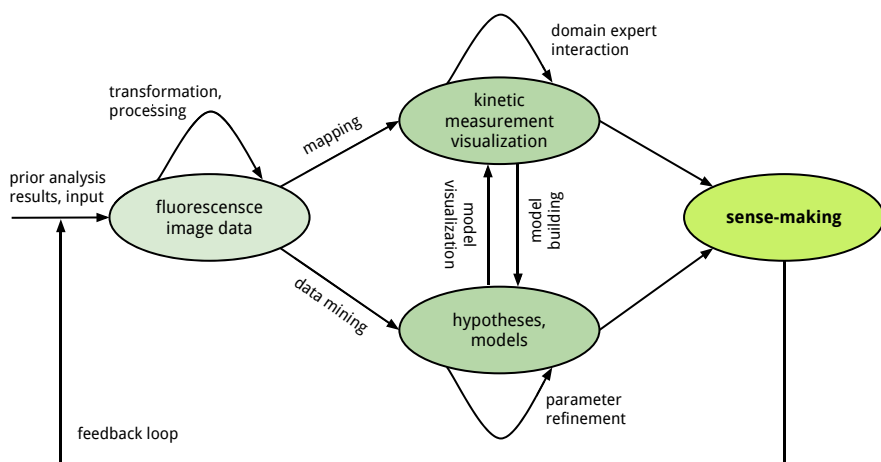 domain expert
interaction
transformation,
processing
kinetic
measurement
visualization
mapping
prior analysis
results, input
fluorescensce
image data
model
visualization
model
building
sense-making
data mining
hypotheses,
models
parameter
refinement
feedback loop